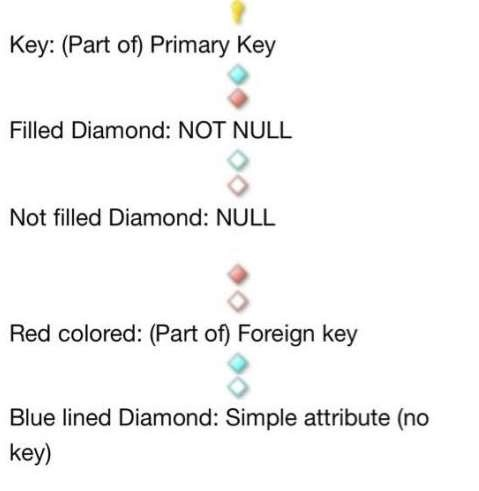 Key: (Part of) Primary Key
Filled Diamond: NOT NULL
Not filled Diamond: NULL
Red colored: (Part of) Foreign key
Blue lined Diamond: Simple attribute (no
key)